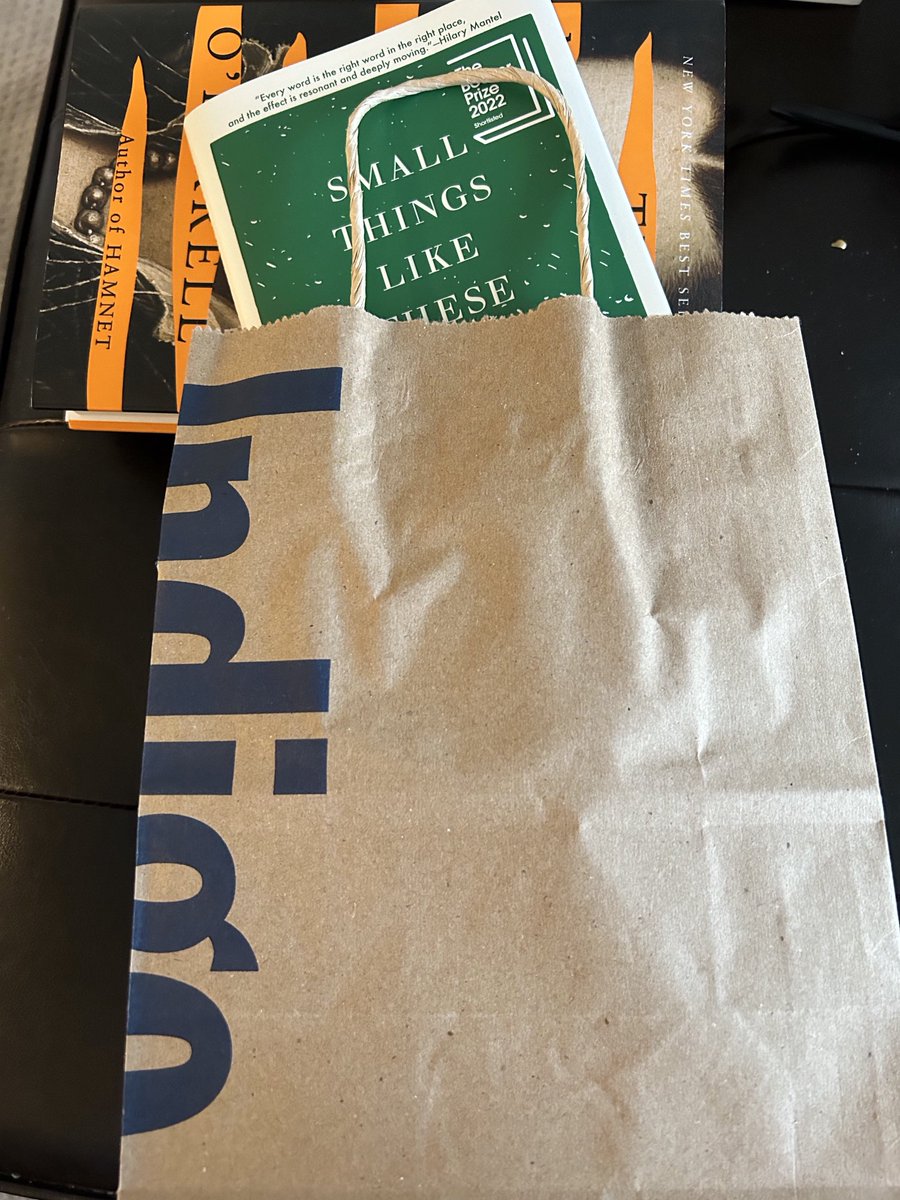 "Every word is the right word in the right place,
and the effect is resonant and deeply moving."—Hilary Mantel
The
Prize
2022
Shortlisted
SMALL
THINGS
LIKE
THESE
Author of HAMNET
NEW YORK TIMES BEST SE
Indigo